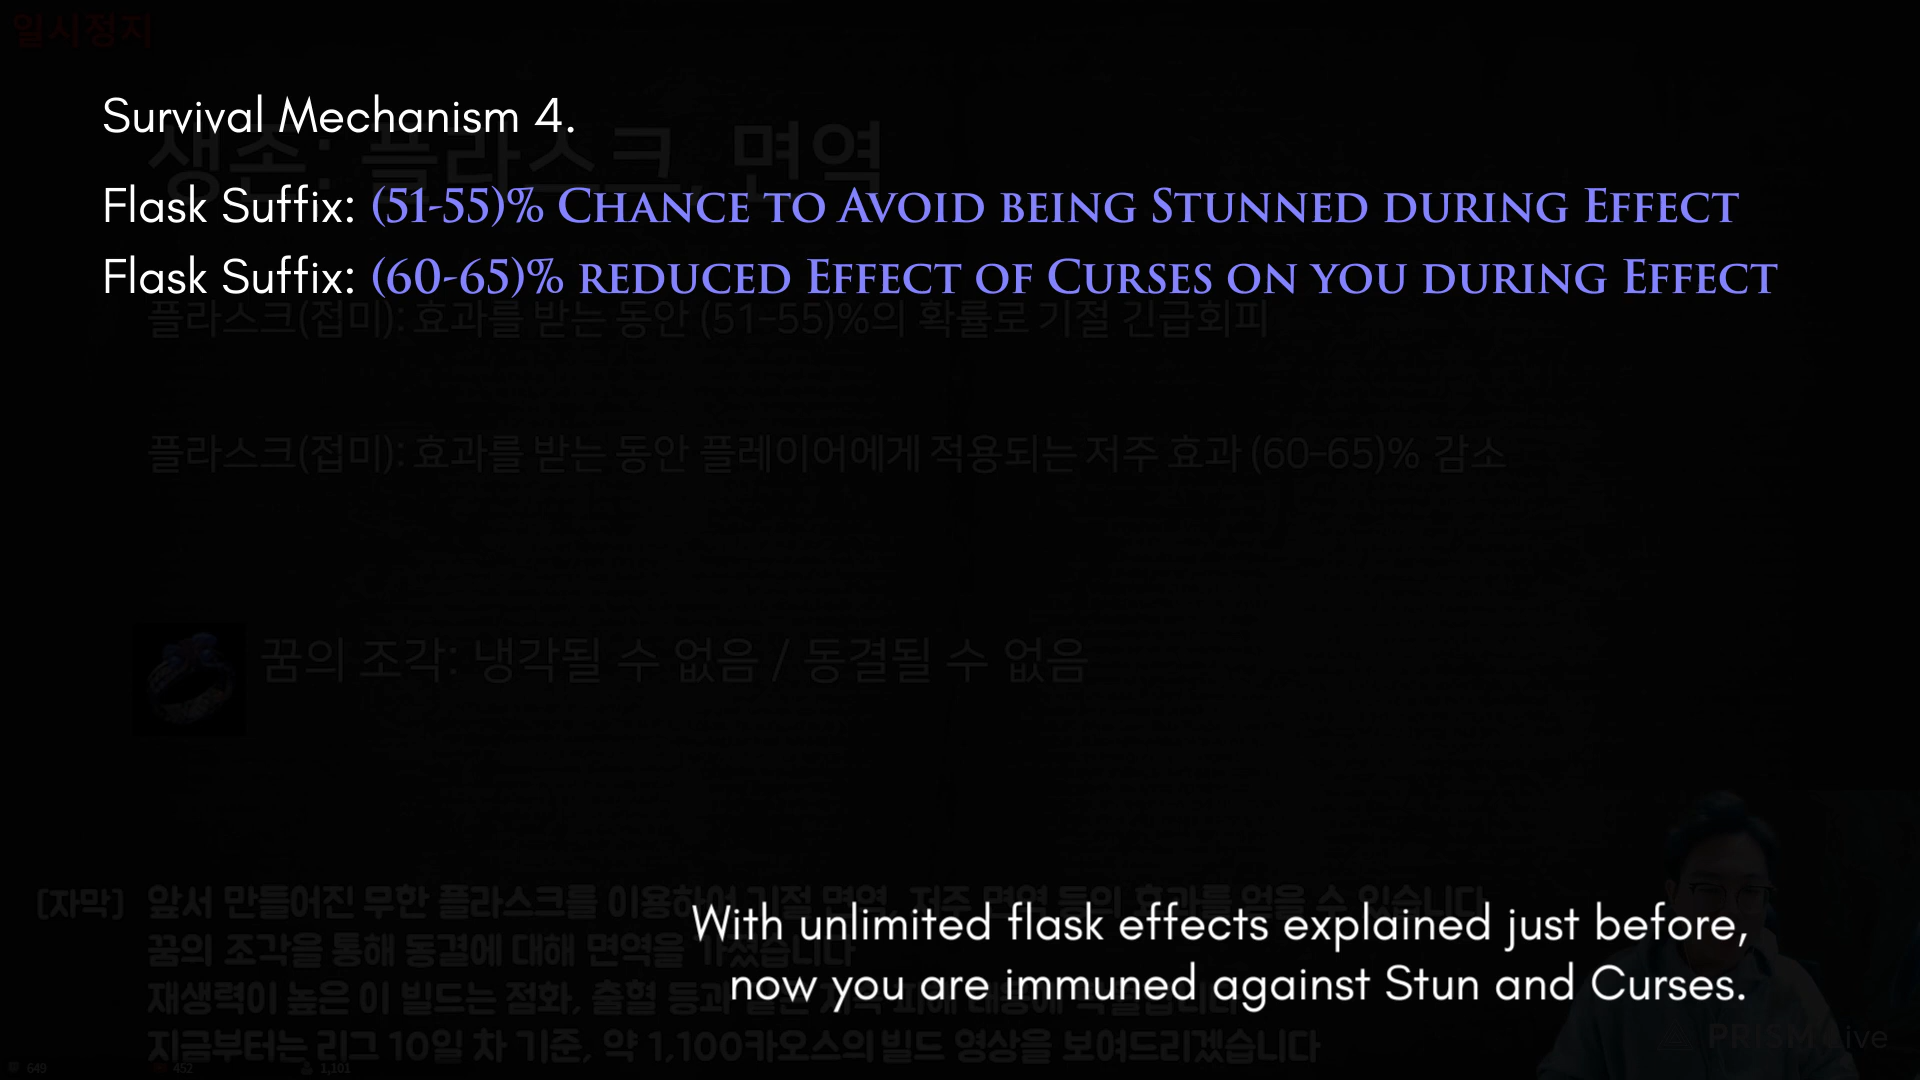 일시정지
Survival Mechanism 4.
생존: 플라스크, 면역
Flask Suffix: (51-55)% Chance to Avoid being Stunned during Effect
Flask Suffix: (60-65)% reduced Effect of Curses on you during Effect
플라스크(접미): 효과를 받는 동안 (51-55)%의 확률로 기절 긴급회피
플라스크(접미): 효과를 받는 동안 플레이어에게 적용되는 저주 효과 (60-65)% 감소
꿈의 조각: 냉각될 수 없음 / 동결될 수 없음
[자막] 앞서 만들어진 무한 플라스크를 이용하여 기절 면역, 저주 면역 등의 효과를 얻을 수 있습니다
With unlimited flask effects explained just before,
꿈의 조각을 통해 동결에 대해 면역을 가졌습니다
now you are immuned against Stun and Curses.
재생력이 높은 이 빌드는 점화, 출혈 등과
지금부터는 리그 10일 차 기준, 약 1,100카오스의 빌드 영상을 보여드리겠습니다
PRISM Live
649 452 1,101